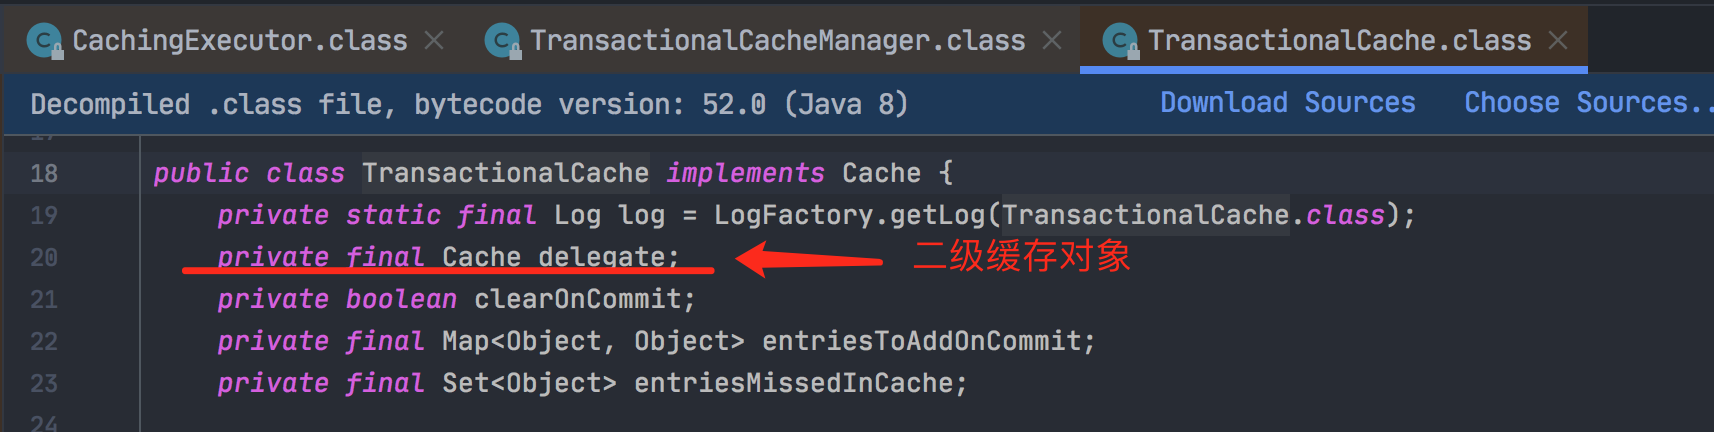 CachingExecutor.class TransactionalCacheManager.class TransactionalCache.class
Decompiled .class file, bytecode version: 52.0 (Java 8) Download Sources Choose Sources..
17
18 public class TransactionalCache implements Cache {
19 private static final Log log = LogFactory.getLog(TransactionalCache.class);
20 private final Cache delegate; 二级缓存对象
21 private boolean clearOnCommit;
22 private final Map<Object, Object> entriesToAddOnCommit;
23 private final Set<Object> entriesMissedInCache;
24